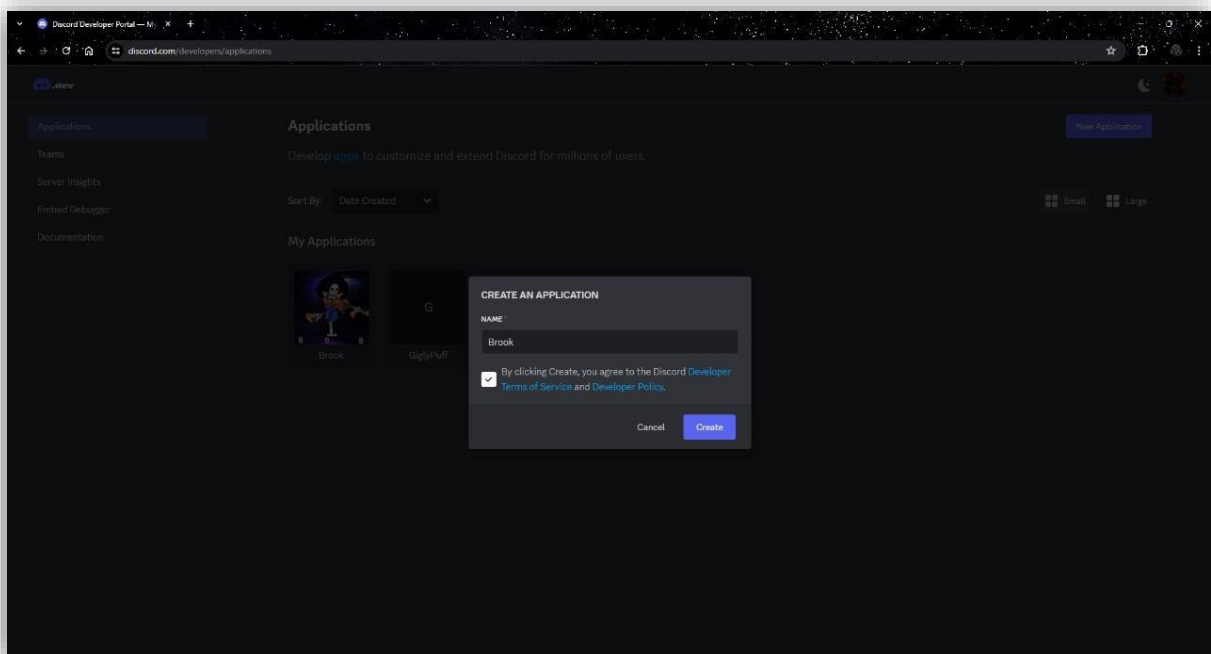 Discord Developer Portal — My
discord.com/developers/applications
.dev
Applications
Teams
Server Insights
Embed Debugger
Documentation
Applications
New Application
Develop apps to customize and extend Discord for millions of users.
Sort By: Date Created
Small Large
My Applications
Brook
G
GiglyPuff
CREATE AN APPLICATION
NAME *
Brook
By clicking Create, you agree to the Discord Developer
Terms of Service and Developer Policy.
Cancel Create